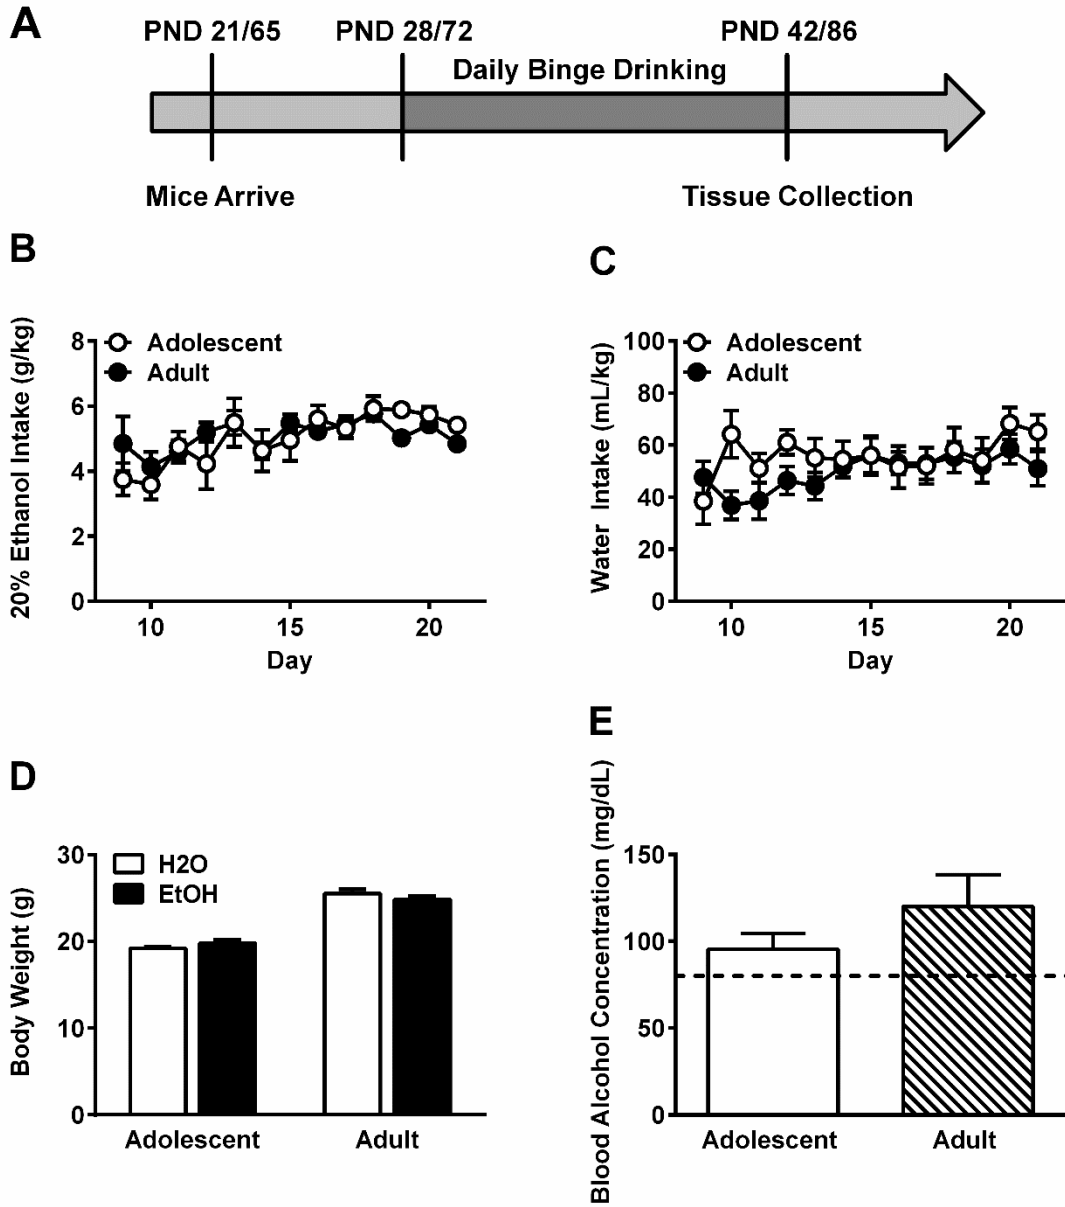 A
PND 21/65 PND 28/72 PND 42/86
Daily Binge Drinking
Mice Arrive Tissue Collection
B
20% Ethanol Intake (g/kg)
8
6
4
2
0
Adolescent
Adult
10 15 20
Day
C
Water Intake (mL/kg)
100
80
60
40
20
0
Adolescent
Adult
10 15 20
Day
D
Body Weight (g)
30
20
10
0
H2O
EtOH
Adolescent Adult
E
Blood Alcohol Concentration (mg/dL)
150
100
50
0
Adolescent Adult